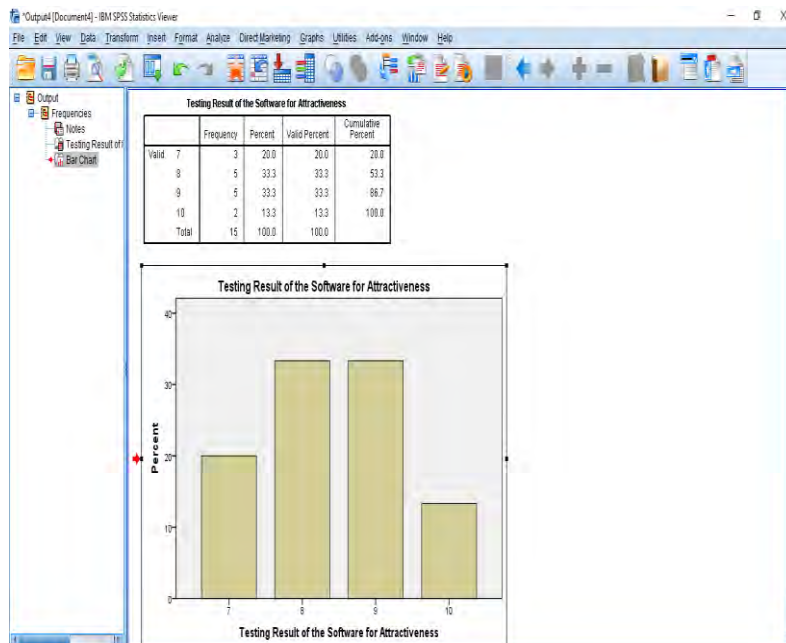 *Output4 [Document4] - IBM SPSS Statistics Viewer
File Edit View Data Transform Insert Format Analyze Direct Marketing Graphs Utilities Add-ons Window Help
Output
Frequencies
Notes
Testing Result of
Bar Chart
Testing Result of the Software for Attractiveness
Frequency Percent Valid Percent Cumulative Percent
Valid 7 3 20.0 20.0 20.0
8 5 33.3 33.3 53.3
9 5 33.3 33.3 86.7
10 2 13.3 13.3 100.0
Total 15 100.0 100.0
Testing Result of the Software for Attractiveness
40
30
20
10
0
Percent
7 8 9 10
Testing Result of the Software for Attractiveness